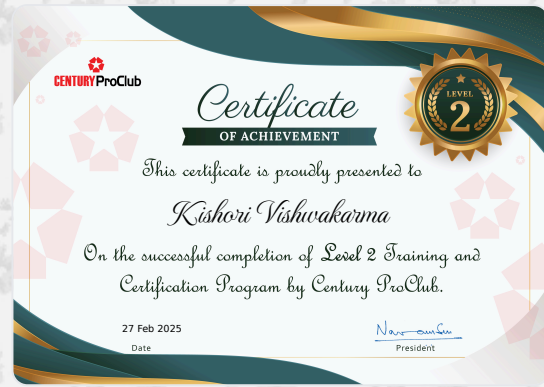 CENTURY ProClub
LEVEL
2
Certificate
OF ACHIEVEMENT
This certificate is proudly presented to
Kishori Vishwakarma
On the successful completion of Level 2 Training and
Certification Program by Century ProClub.
27 Feb 2025
Date
President